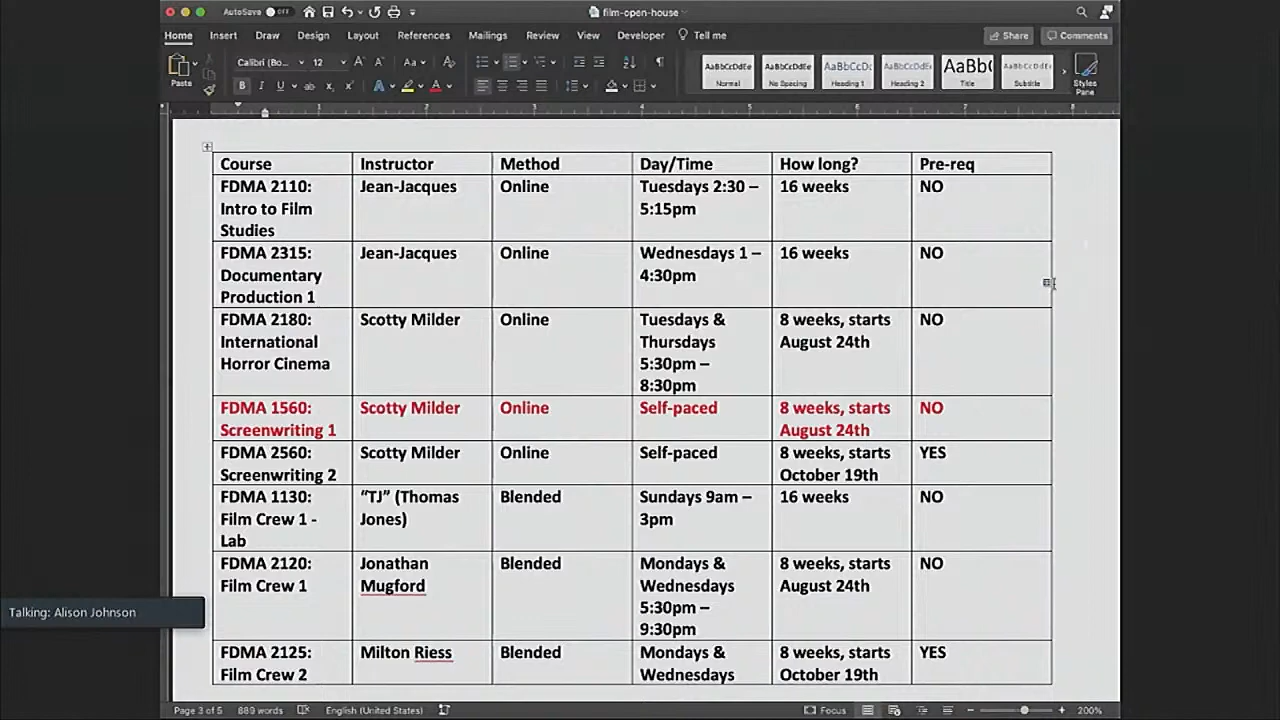 AutoSave OFF
film-open-house
Home Insert Draw Design Layout References Mailings Review View Developer Tell me Share Comments
Paste
Calibri (Bo... 12
AaBbCcDdEe AaBbCcDdEe AaBbCcDc AaBbCcDdE AaBb( AaBbCcDdEe
Normal No Spacing Heading 1 Heading 2 Title Subtitle
Styles
Pane
Course Instructor Method Day/Time How long? Pre-req
FDMA 2110: Jean-Jacques Online Tuesdays 2:30 – 16 weeks NO
Intro to Film 5:15pm
Studies
FDMA 2315: Jean-Jacques Online Wednesdays 1 – 16 weeks NO
Documentary 4:30pm
Production 1
FDMA 2180: Scotty Milder Online Tuesdays & 8 weeks, starts NO
International Thursdays August 24th
Horror Cinema 5:30pm –
8:30pm
FDMA 1560: Scotty Milder Online Self-paced 8 weeks, starts NO
Screenwriting 1 August 24th
FDMA 2560: Scotty Milder Online Self-paced 8 weeks, starts YES
Screenwriting 2 October 19th
FDMA 1130: “TJ” (Thomas Blended Sundays 9am – 16 weeks NO
Film Crew 1 - Jones) 3pm
Lab
FDMA 2120: Jonathan Blended Mondays & 8 weeks, starts NO
Film Crew 1 Mugford Wednesdays August 24th
5:30pm –
9:30pm
FDMA 2125: Milton Riess Blended Mondays & 8 weeks, starts YES
Film Crew 2 Wednesdays October 19th
Talking: Alison Johnson
Page 3 of 5 889 words English (United States) Focus 200%